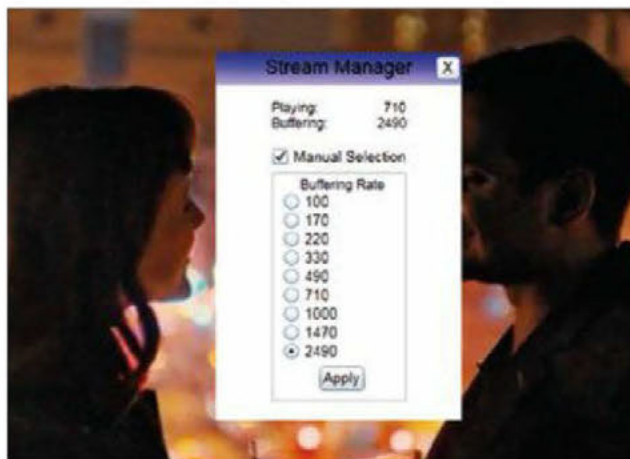 Stream Manager X
Playing: 710
Buffering: 2490
Manual Selection
Buffering Rate
100
170
220
330
490
710
1000
1470
2490
Apply